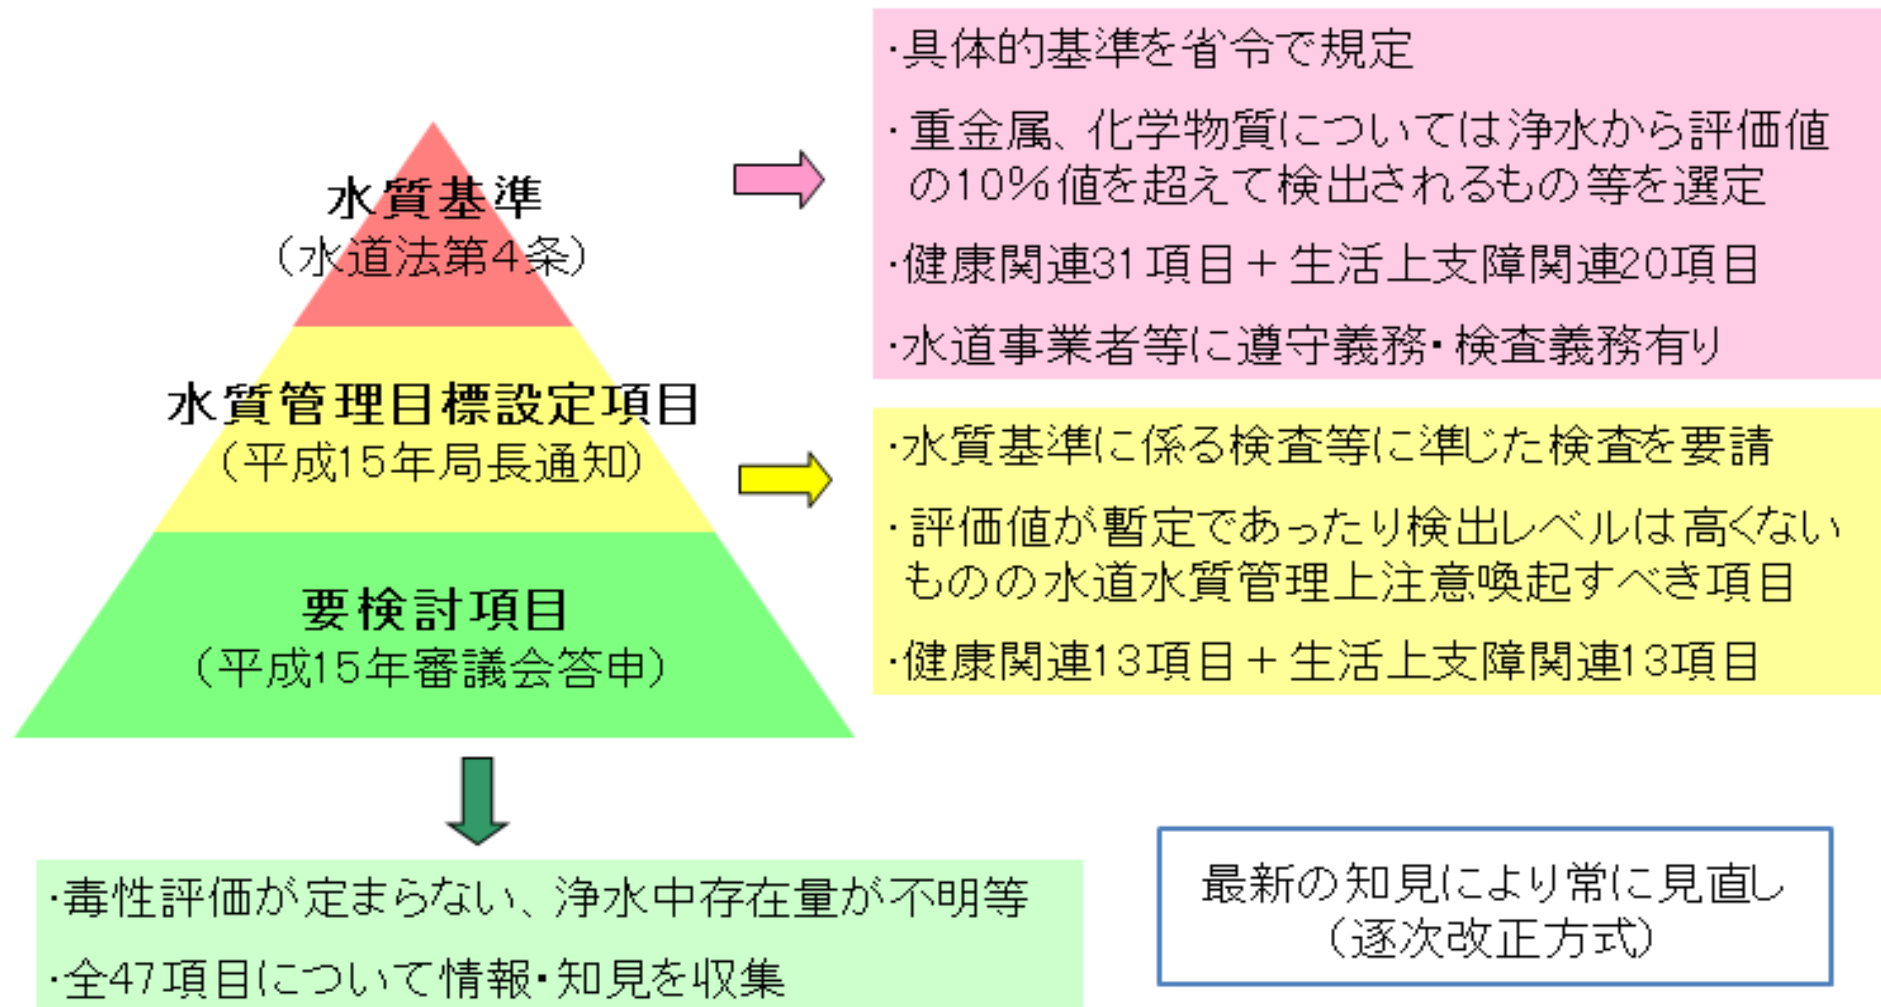 水質基準
（水道法第4条）
・具体的基準を省令で規定
・重金属、化学物質については浄水から評価値
の10％値を超えて検出されるもの等を選定
・健康関連31項目＋生活上支障関連20項目
・水道事業者等に遵守義務・検査義務有り
水質管理目標設定項目
（平成15年局長通知）
・水質基準に係る検査等に準じた検査を要請
・評価値が暫定であったり検出レベルは高くない
ものの水道水質管理上注意喚起すべき項目
・健康関連13項目＋生活上支障関連13項目
要検討項目
（平成15年審議会答申）
・毒性評価が定まらない、浄水中存在量が不明等
・全47項目について情報・知見を収集
最新の知見により常に見直し
（逐次改正方式）